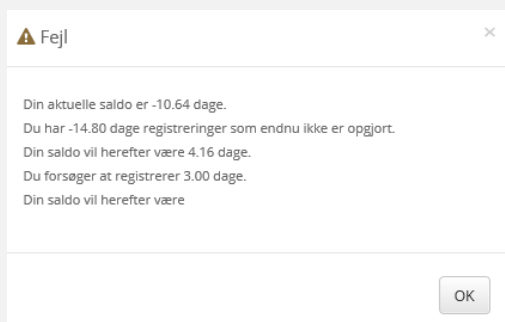 Fejl
Din aktuelle saldo er -10.64 dage.
Du har -14.80 dage registreringer som endnu ikke er opgjort.
Din saldo vil herefter være 4.16 dage.
Du forsøger at registrerer 3.00 dage.
Din saldo vil herefter være
OK